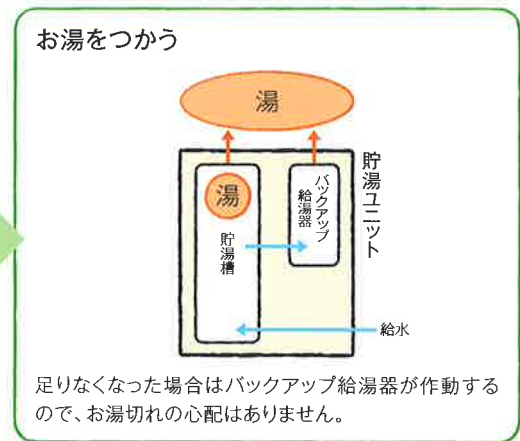 お湯をつかう
湯
湯
貯湯槽
バックアップ
給湯器
貯湯ユニット
給水
足りなくなった場合はバックアップ給湯器が作動する
ので、お湯切れの心配はありません。